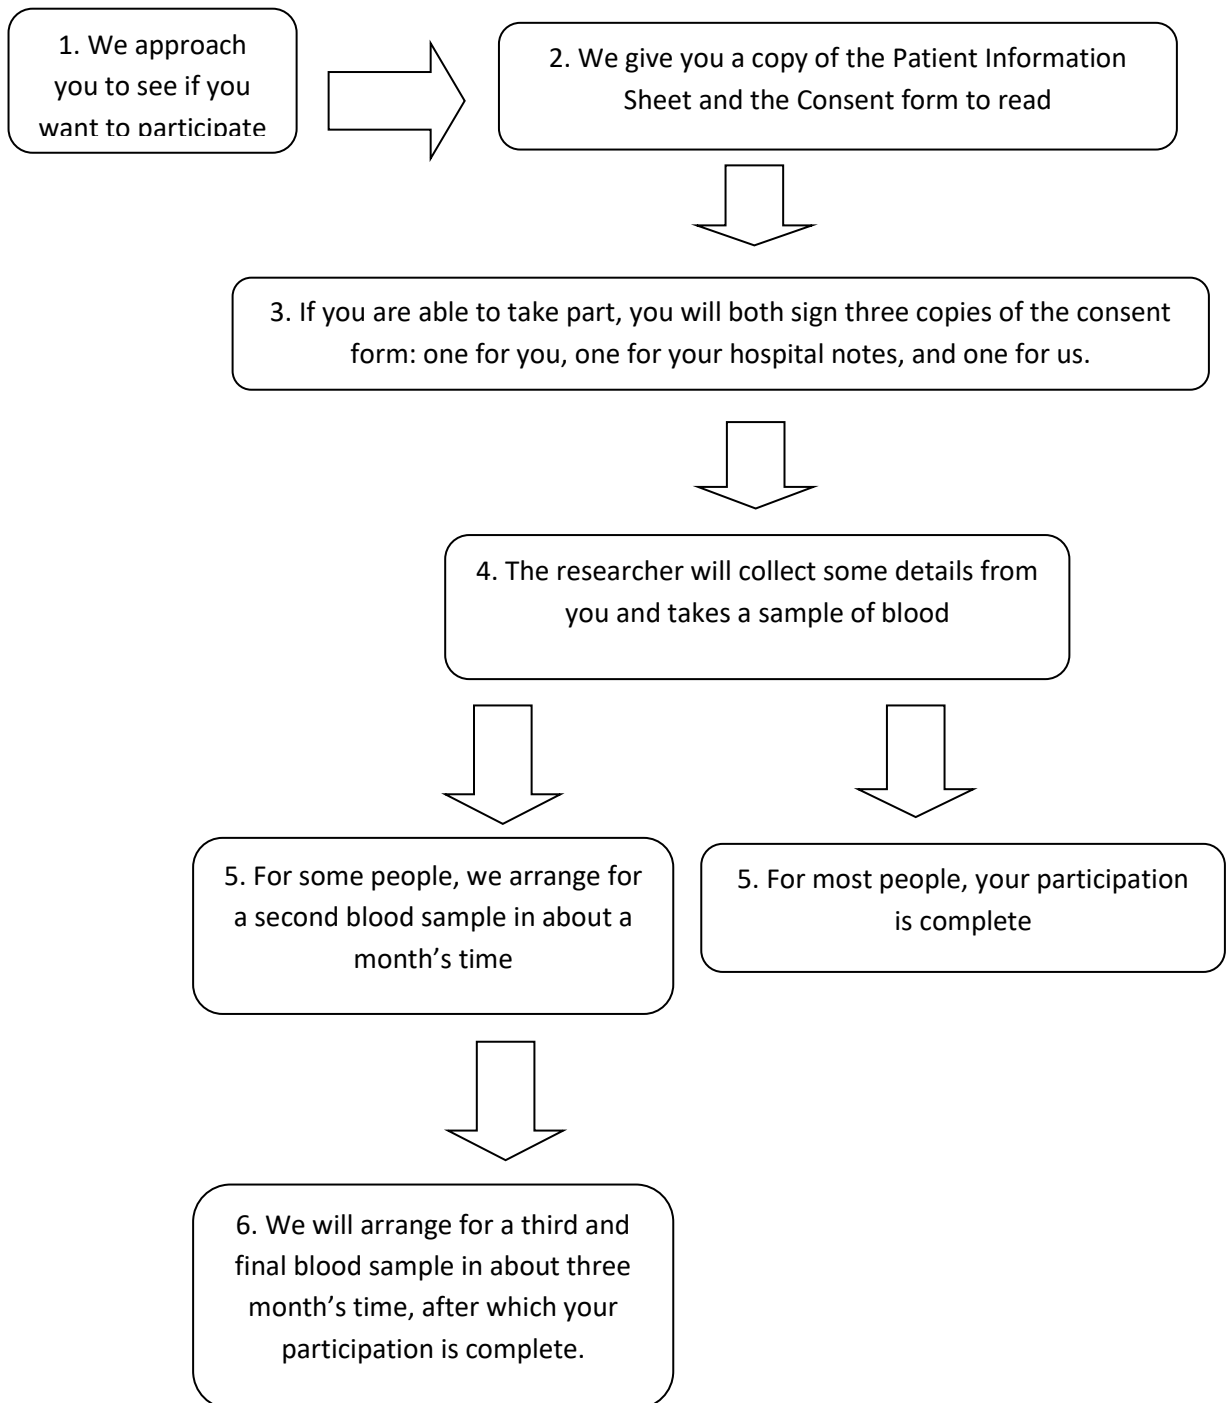 1. We approach
you to see if you
want to participate
2. We give you a copy of the Patient Information
Sheet and the Consent form to read
3. If you are able to take part, you will both sign three copies of the consent
form: one for you, one for your hospital notes, and one for us.
4. The researcher will collect some details from
you and takes a sample of blood
5. For some people, we arrange for
a second blood sample in about a
month’s time
5. For most people, your participation
is complete
6. We will arrange for a third and
final blood sample in about three
month’s time, after which your
participation is complete.